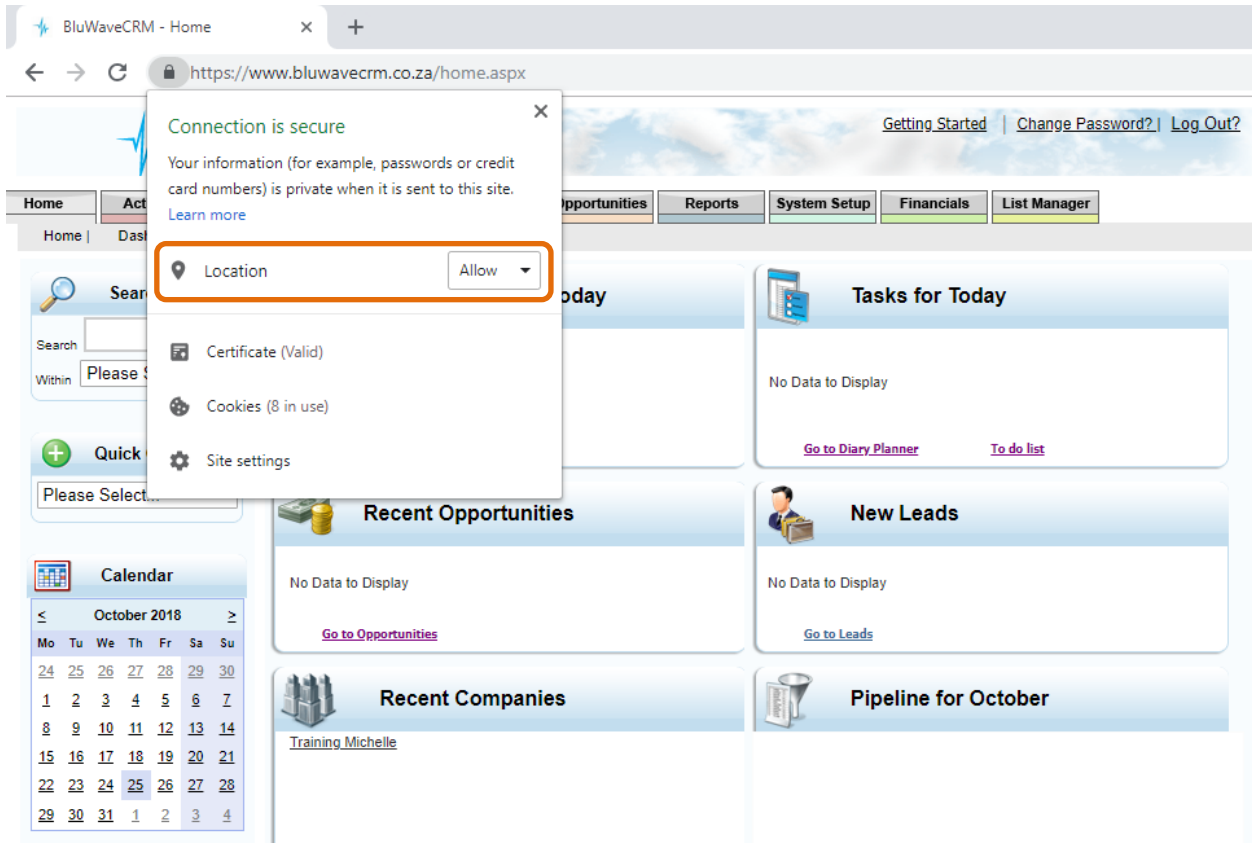 BluWaveCRM - Home
https://www.bluwavecrm.co.za/home.aspx
Connection is secure
Your information (for example, passwords or credit
card numbers) is private when it is sent to this site.
Learn more
Location
Allow
Certificate (Valid)
Cookies (8 in use)
Site settings
Getting Started | Change Password? | Log Out?
Home
Act
pportunities
Reports
System Setup
Financials
List Manager
Home |
Dash
Sear
Search
Within
Please S
Quick
Please Select...
oday
Tasks for Today
No Data to Display
Go to Diary Planner
To do list
Recent Opportunities
No Data to Display
Go to Opportunities
New Leads
No Data to Display
Go to Leads
Calendar
< October 2018 >
Mo Tu We Th Fr Sa Su
24 25 26 27 28 29 30
1 2 3 4 5 6 7
8 9 10 11 12 13 14
15 16 17 18 19 20 21
22 23 24 25 26 27 28
29 30 31 1 2 3 4
Recent Companies
Training Michelle
Pipeline for October